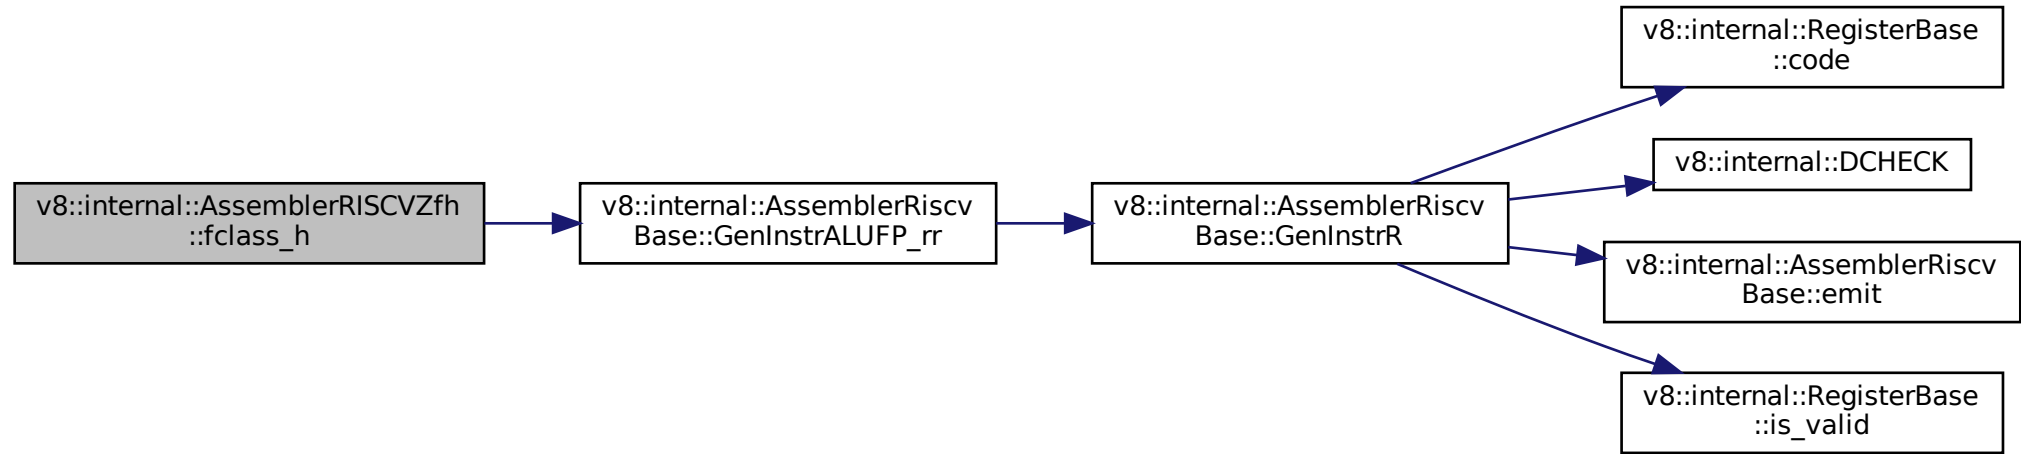 v8::internal::AssemblerRISCVZfh
::fclass_h
v8::internal::AssemblerRiscv
Base::GenInstrALUFP_rr
v8::internal::AssemblerRiscv
Base::GenInstrR
v8::internal::RegisterBase
::code
v8::internal::DCHECK
v8::internal::AssemblerRiscv
Base::emit
v8::internal::RegisterBase
::is_valid